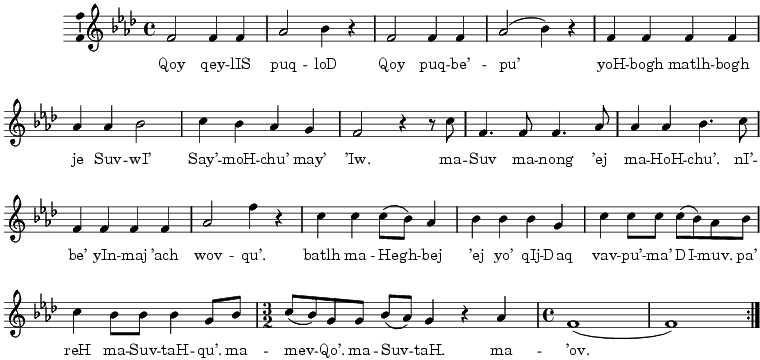 Qoy qey-lIS puq-loD Qoy puq-be'-pu' yoH-bogh matlh-bogh
je Suv-wI' Say'-moH-chu' may' 'Iw. ma-Suv ma-nong 'ej ma-HoH-chu'. nI'-
be' yIn-maj 'ach wov-qu'. batlh ma-Hegh-bej 'ej yo' qIj-Daq vav-pu'-ma' DI-muv. pa'
reH ma-Suv-taH-qu'. ma-mev-Qo'. ma-Suv-taH. ma-'ov.